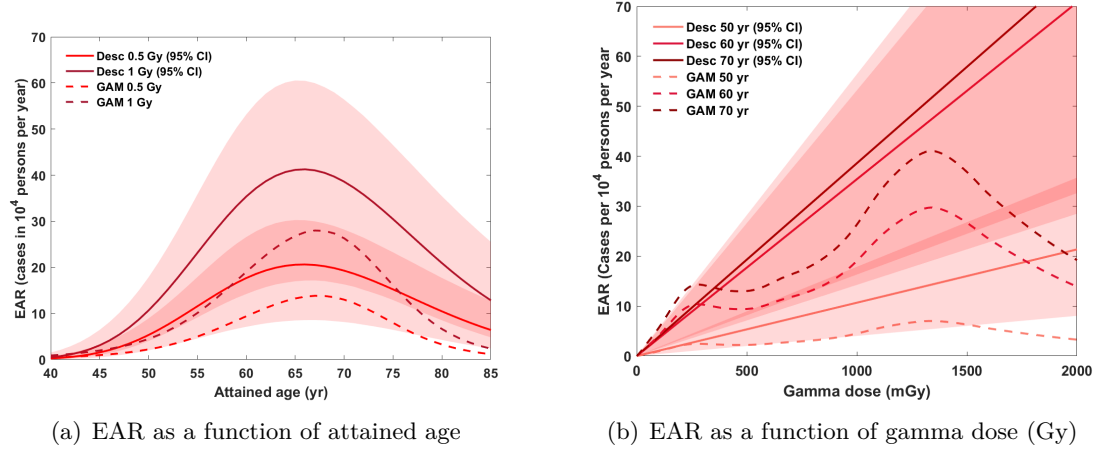 EAR (cases in 10⁴ persons per year)
70
60
50
40
30
20
10
0
Desc 0.5 Gy (95% CI)
Desc 1 Gy (95% CI)
GAM 0.5 Gy
GAM 1 Gy
40 45 50 55 60 65 70 75 80 85
Attained age (yr)
(a) EAR as a function of attained age
EAR (Cases per 10⁴ persons per year
70
60
50
40
30
20
10
0
Desc 50 yr (95% CI)
Desc 60 yr (95% CI)
Desc 70 yr (95% CI)
GAM 50 yr
GAM 60 yr
GAM 70 yr
0 500 1000 1500 2000
Gamma dose (mGy)
(b) EAR as a function of gamma dose (Gy)